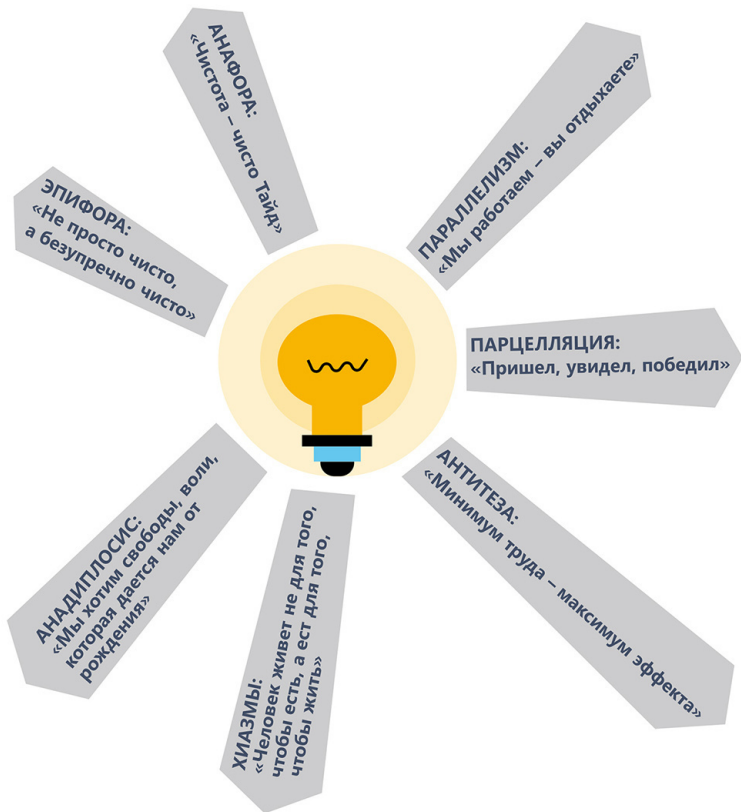 АНАФОРА:
«Чистота – чисто Тайд»
ПАРАЛЛЕЛИЗМ:
«Мы работаем – вы отдыхаете»
ЭПИФОРА:
«Не просто чисто,
а безупречно чисто»
ПАРЦЕЛЛЯЦИЯ:
«Пришел, увидел, победил»
АНАДИПЛОСИС:
«Мы хотим свободы, воли,
которая дается нам от
рождения»
ХИАЗМЫ:
«Человек живет не для того,
чтобы есть, а ест для того,
чтобы жить»
АНТИТЕЗА:
«Минимум труда – максимум эффекта»